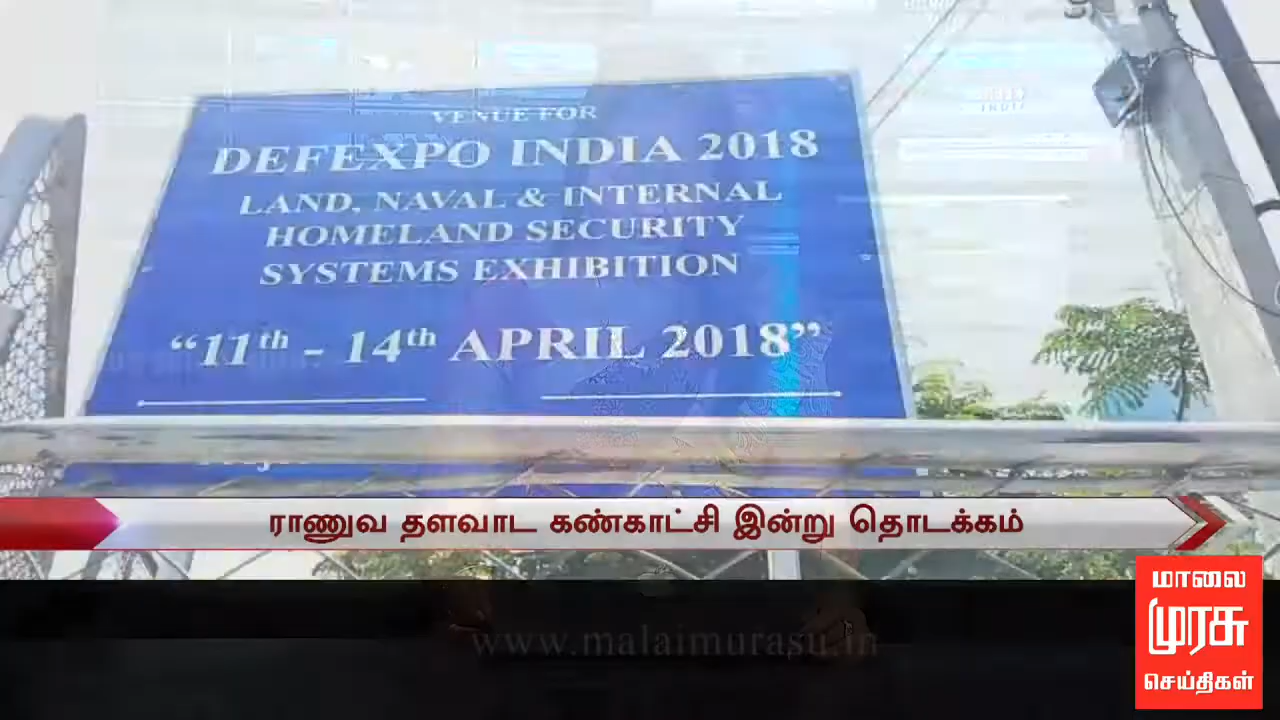 VENUE FOR
DEFEXPO INDIA 2018
LAND, NAVAL & INTERNAL
HOMELAND SECURITY
SYSTEMS EXHIBITION
“11th - 14th APRIL 2018”
ராணுவ தளவாட கண்காட்சி இன்று தொடக்கம்
மாலை
முரசு
செய்திகள்
www.malaimurasu.in